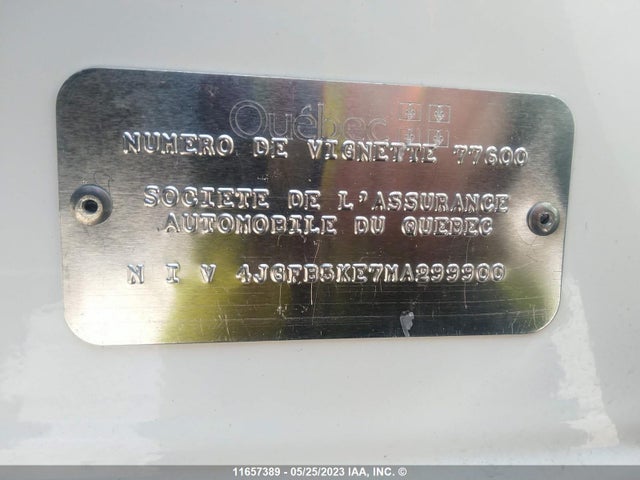 Québec
NUMERO DE VIGNETTE 77600
SOCIETE DE L'ASSURANCE
AUTOMOBILE DU QUEBEC
N I V 4JGFB5KE7MA299900
11657389 - 05/25/2023 IAA, INC. ©